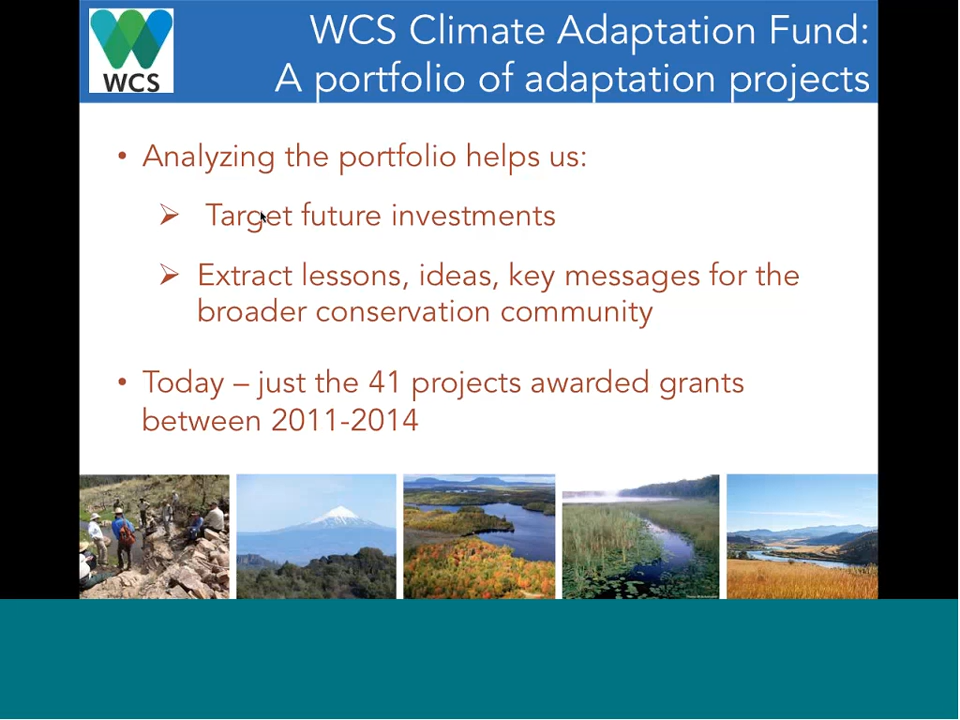 WCS Climate Adaptation Fund:
A portfolio of adaptation projects
WCS
• Analyzing the portfolio helps us:
➢ Target future investments
➢ Extract lessons, ideas, key messages for the
broader conservation community
• Today – just the 41 projects awarded grants
between 2011-2014